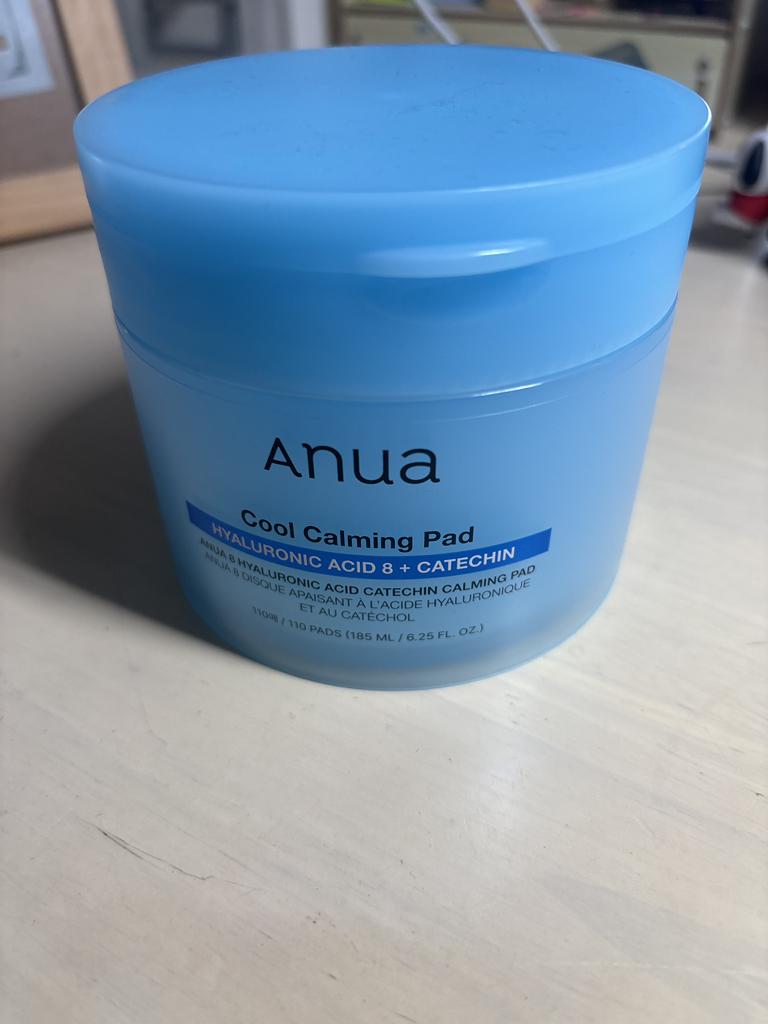 Anua
Cool Calming Pad
HYALURONIC ACID 8 + CATECHIN
ANUA 8 HYALURONIC ACID CATECHIN CALMING PAD
ANUA 8 DISQUE APAISANT À L'ACIDE HYALURONIQUE
ET AU CATÉCHOL
110매 / 110 PADS (185 ML / 6.25 FL. OZ.)